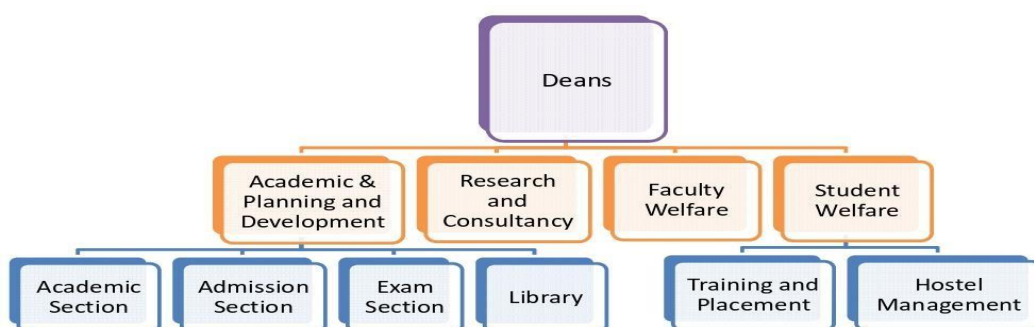 Deans
Academic &
Planning and
Development
Research
and
Consultancy
Faculty
Welfare
Student
Welfare
Academic
Section
Admission
Section
Exam
Section
Library
Training and
Placement
Hostel
Management